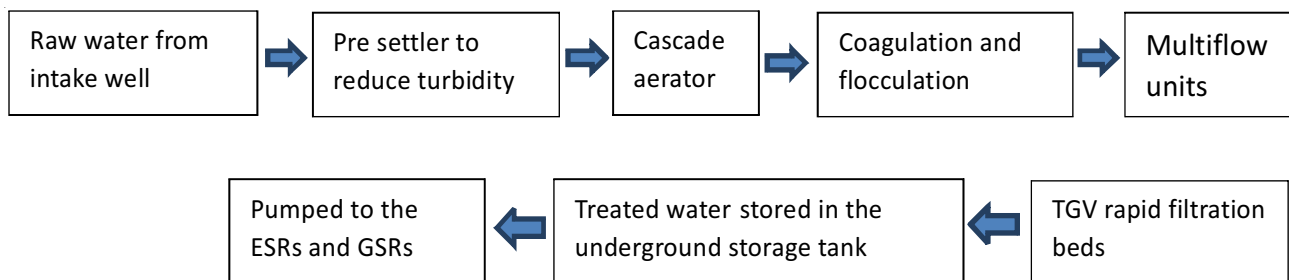 Raw water from
intake well
Pre settler to
reduce turbidity
Cascade
aerator
Coagulation and
flocculation
Multiflow
units
TGV rapid filtration
beds
Treated water stored in the
underground storage tank
Pumped to the
ESRs and GSRs